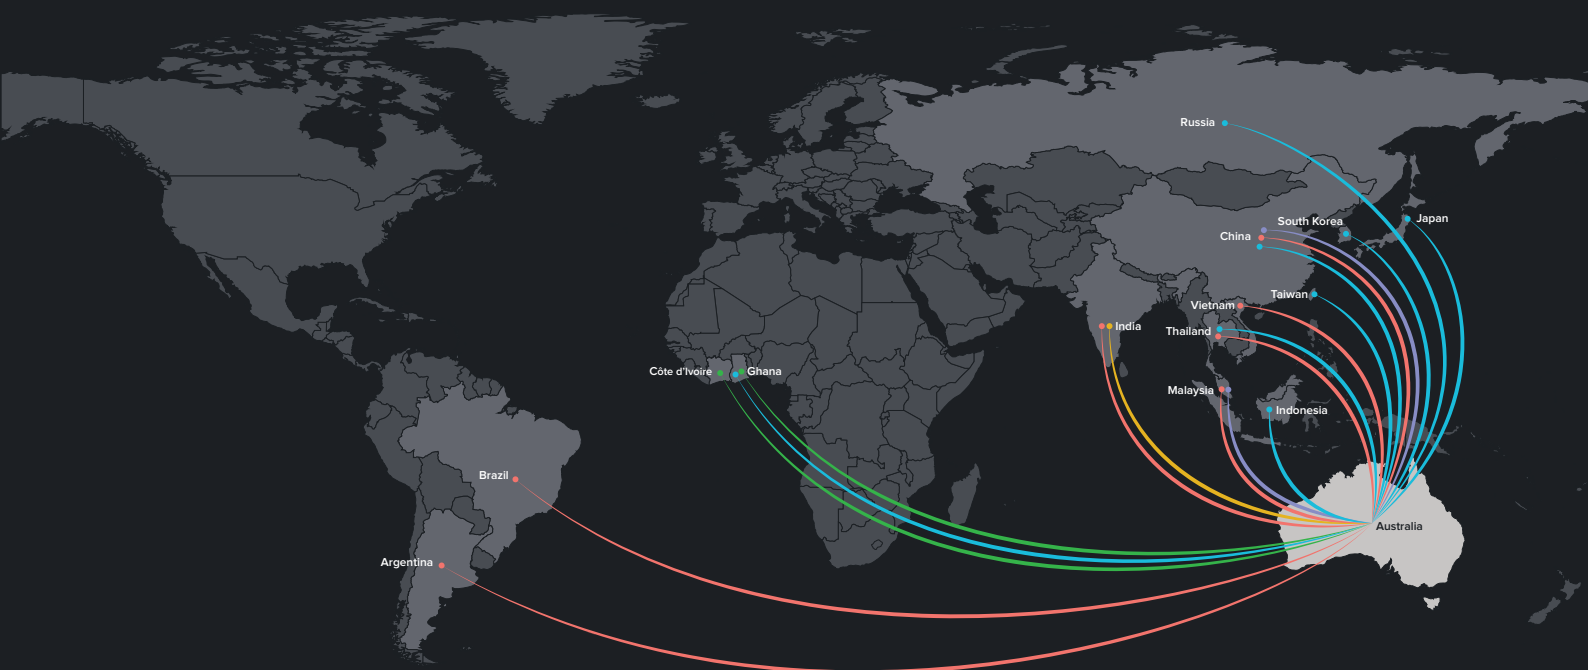 Russia
South Korea
Japan
China
Taiwan
Vietnam
India
Thailand
Côte d'Ivoire
Ghana
Malaysia
Indonesia
Brazil
Australia
Argentina